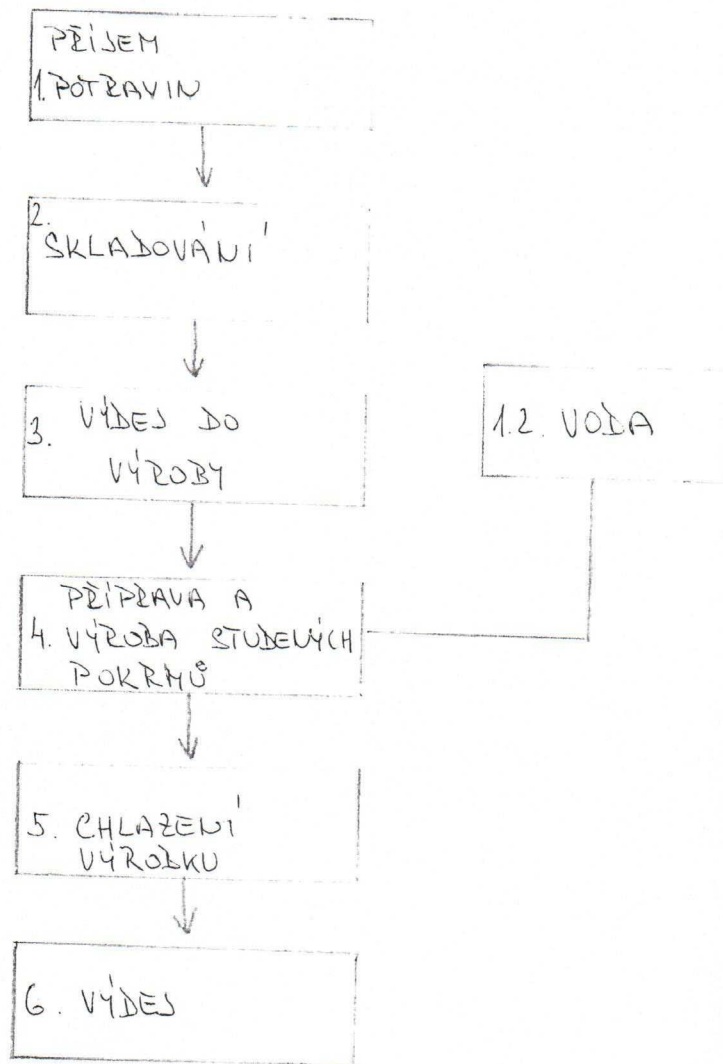 PŘÍJEM
1. POTRAVIN
2.
SKLADOVÁNÍ
3. VÝDEJ DO
VÝROBY
1.2. VODA
PŘÍPRAVA A
4. VÝROBA STUDENÝCH
POKRMŮ
5. CHLAZENÍ
VÝROBKU
6. VÝDEJ